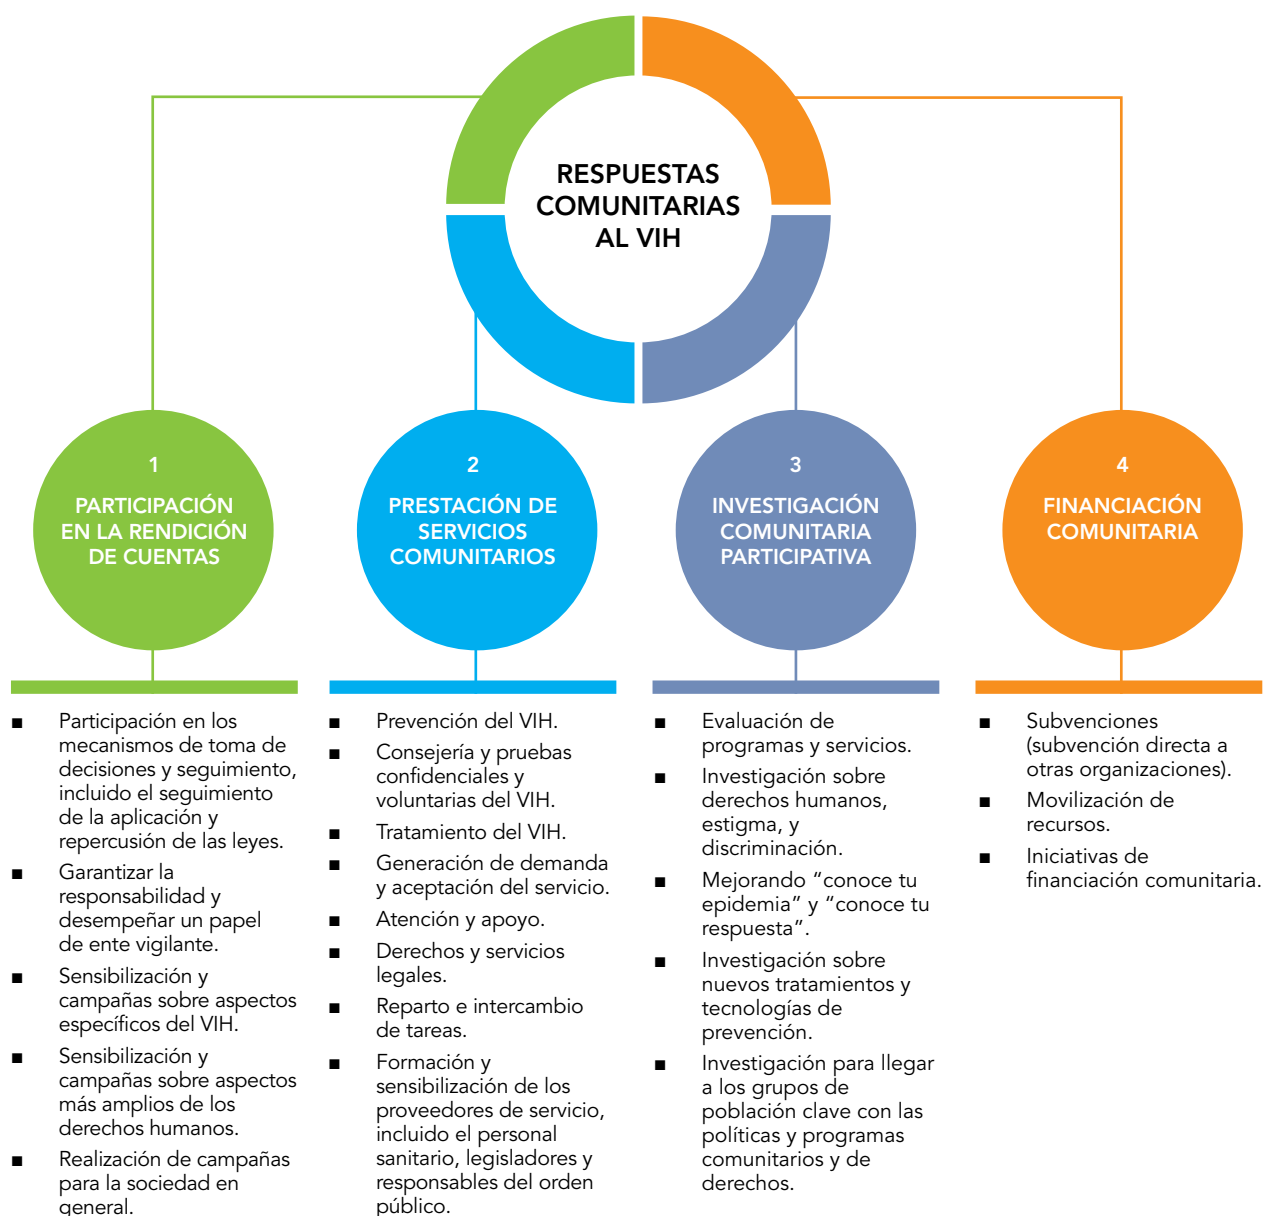 RESPUESTAS
COMUNITARIAS
AL VIH
1
PARTICIPACIÓN
EN LA RENDICIÓN
DE CUENTAS
2
PRESTACIÓN DE
SERVICIOS
COMUNITARIOS
3
INVESTIGACIÓN
COMUNITARIA
PARTICIPATIVA
4
FINANCIACIÓN
COMUNITARIA
■ Participación en los
mecanismos de toma de
decisiones y seguimiento,
incluido el seguimiento
de la aplicación y
repercusión de las leyes.
■ Garantizar la
responsabilidad y
desempeñar un papel
de ente vigilante.
■ Sensibilización y
campañas sobre aspectos
específicos del VIH.
■ Sensibilización y
campañas sobre aspectos
más amplios de los
derechos humanos.
■ Realización de campañas
para la sociedad en
general.
■ Prevención del VIH.
■ Consejería y pruebas
confidenciales y
voluntarias del VIH.
■ Tratamiento del VIH.
■ Generación de demanda
y aceptación del servicio.
■ Atención y apoyo.
■ Derechos y servicios
legales.
■ Reparto e intercambio
de tareas.
■ Formación y
sensibilización de los
proveedores de servicio,
incluido el personal
sanitario, legisladores y
responsables del orden
público.
■ Evaluación de
programas y servicios.
■ Investigación sobre
derechos humanos,
estigma, y
discriminación.
■ Mejorando “conoce tu
epidemia” y “conoce tu
respuesta”.
■ Investigación sobre
nuevos tratamientos y
tecnologías de
prevención.
■ Investigación para llegar
a los grupos de
población clave con las
políticas y programas
comunitarios y de
derechos.
■ Subvenciones
(subvención directa a
otras organizaciones).
■ Movilización de
recursos.
■ Iniciativas de
financiación comunitaria.